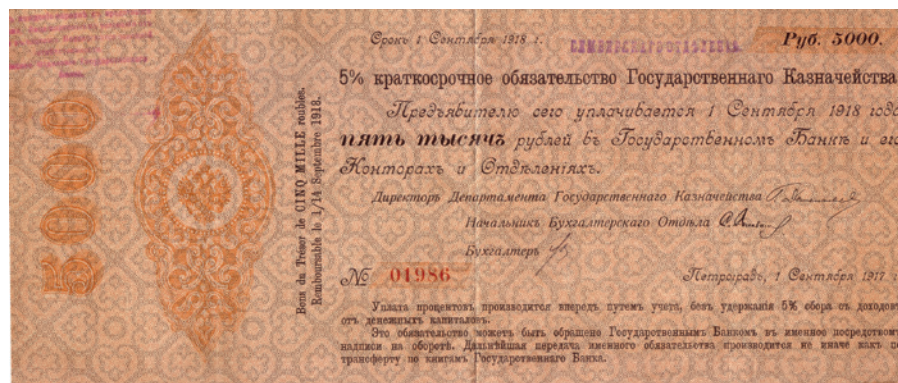 Срокъ 1 Сентября 1918 г.
СИМБИРСКАГО ОТДѢЛЕНІЯ
Руб. 5000.
5% краткосрочное обязательство Государственнаго Казначейства
Предъявителю сего уплачивается 1 Сентября 1918 года
пять тысячъ рублей въ Государственномъ Банкѣ и его
Конторахъ и Отдѣленіяхъ.
Директоръ Департамента Государственнаго Казначейства
Начальникъ Бухгалтерскаго Отдѣла
Бухгалтеръ
№ 01986
Петроградъ, 1 Сентября 1917 г.
Уплата процентовъ производится впередъ путемъ учета, безъ удержанія 5% сбора съ доходовъ
отъ денежныхъ капиталовъ.
Это обязательство можетъ быть обращено Государственнымъ Банкомъ въ именное посредствомъ
надписи на оборотѣ. Дальнѣйшая передача именного обязательства производится не иначе какъ по
трансферту по книгамъ Государственнаго Банка.
5000
Bons du Trésor de CINQ MILLE roubles.
Remboursable le 1/14 Septembre 1918.